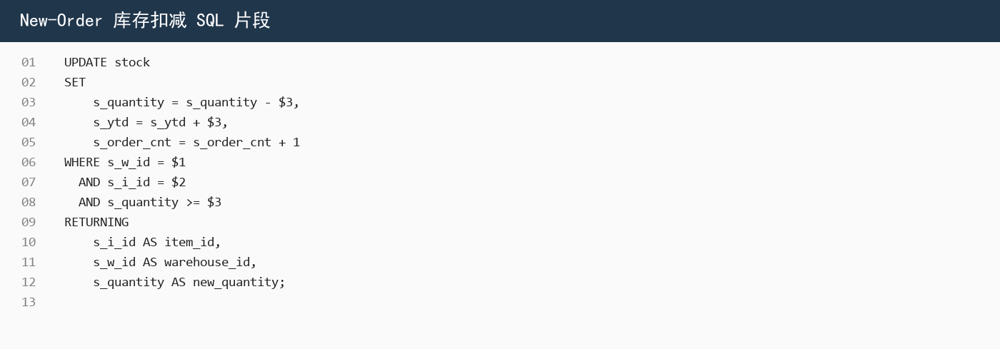 New-Order 库存扣减 SQL 片段
01 UPDATE stock
02 SET
03     s_quantity = s_quantity - $3,
04     s_ytd = s_ytd + $3,
05     s_order_cnt = s_order_cnt + 1
06 WHERE s_w_id = $1
07   AND s_i_id = $2
08   AND s_quantity >= $3
09 RETURNING
10     s_i_id AS item_id,
11     s_w_id AS warehouse_id,
12     s_quantity AS new_quantity;
13